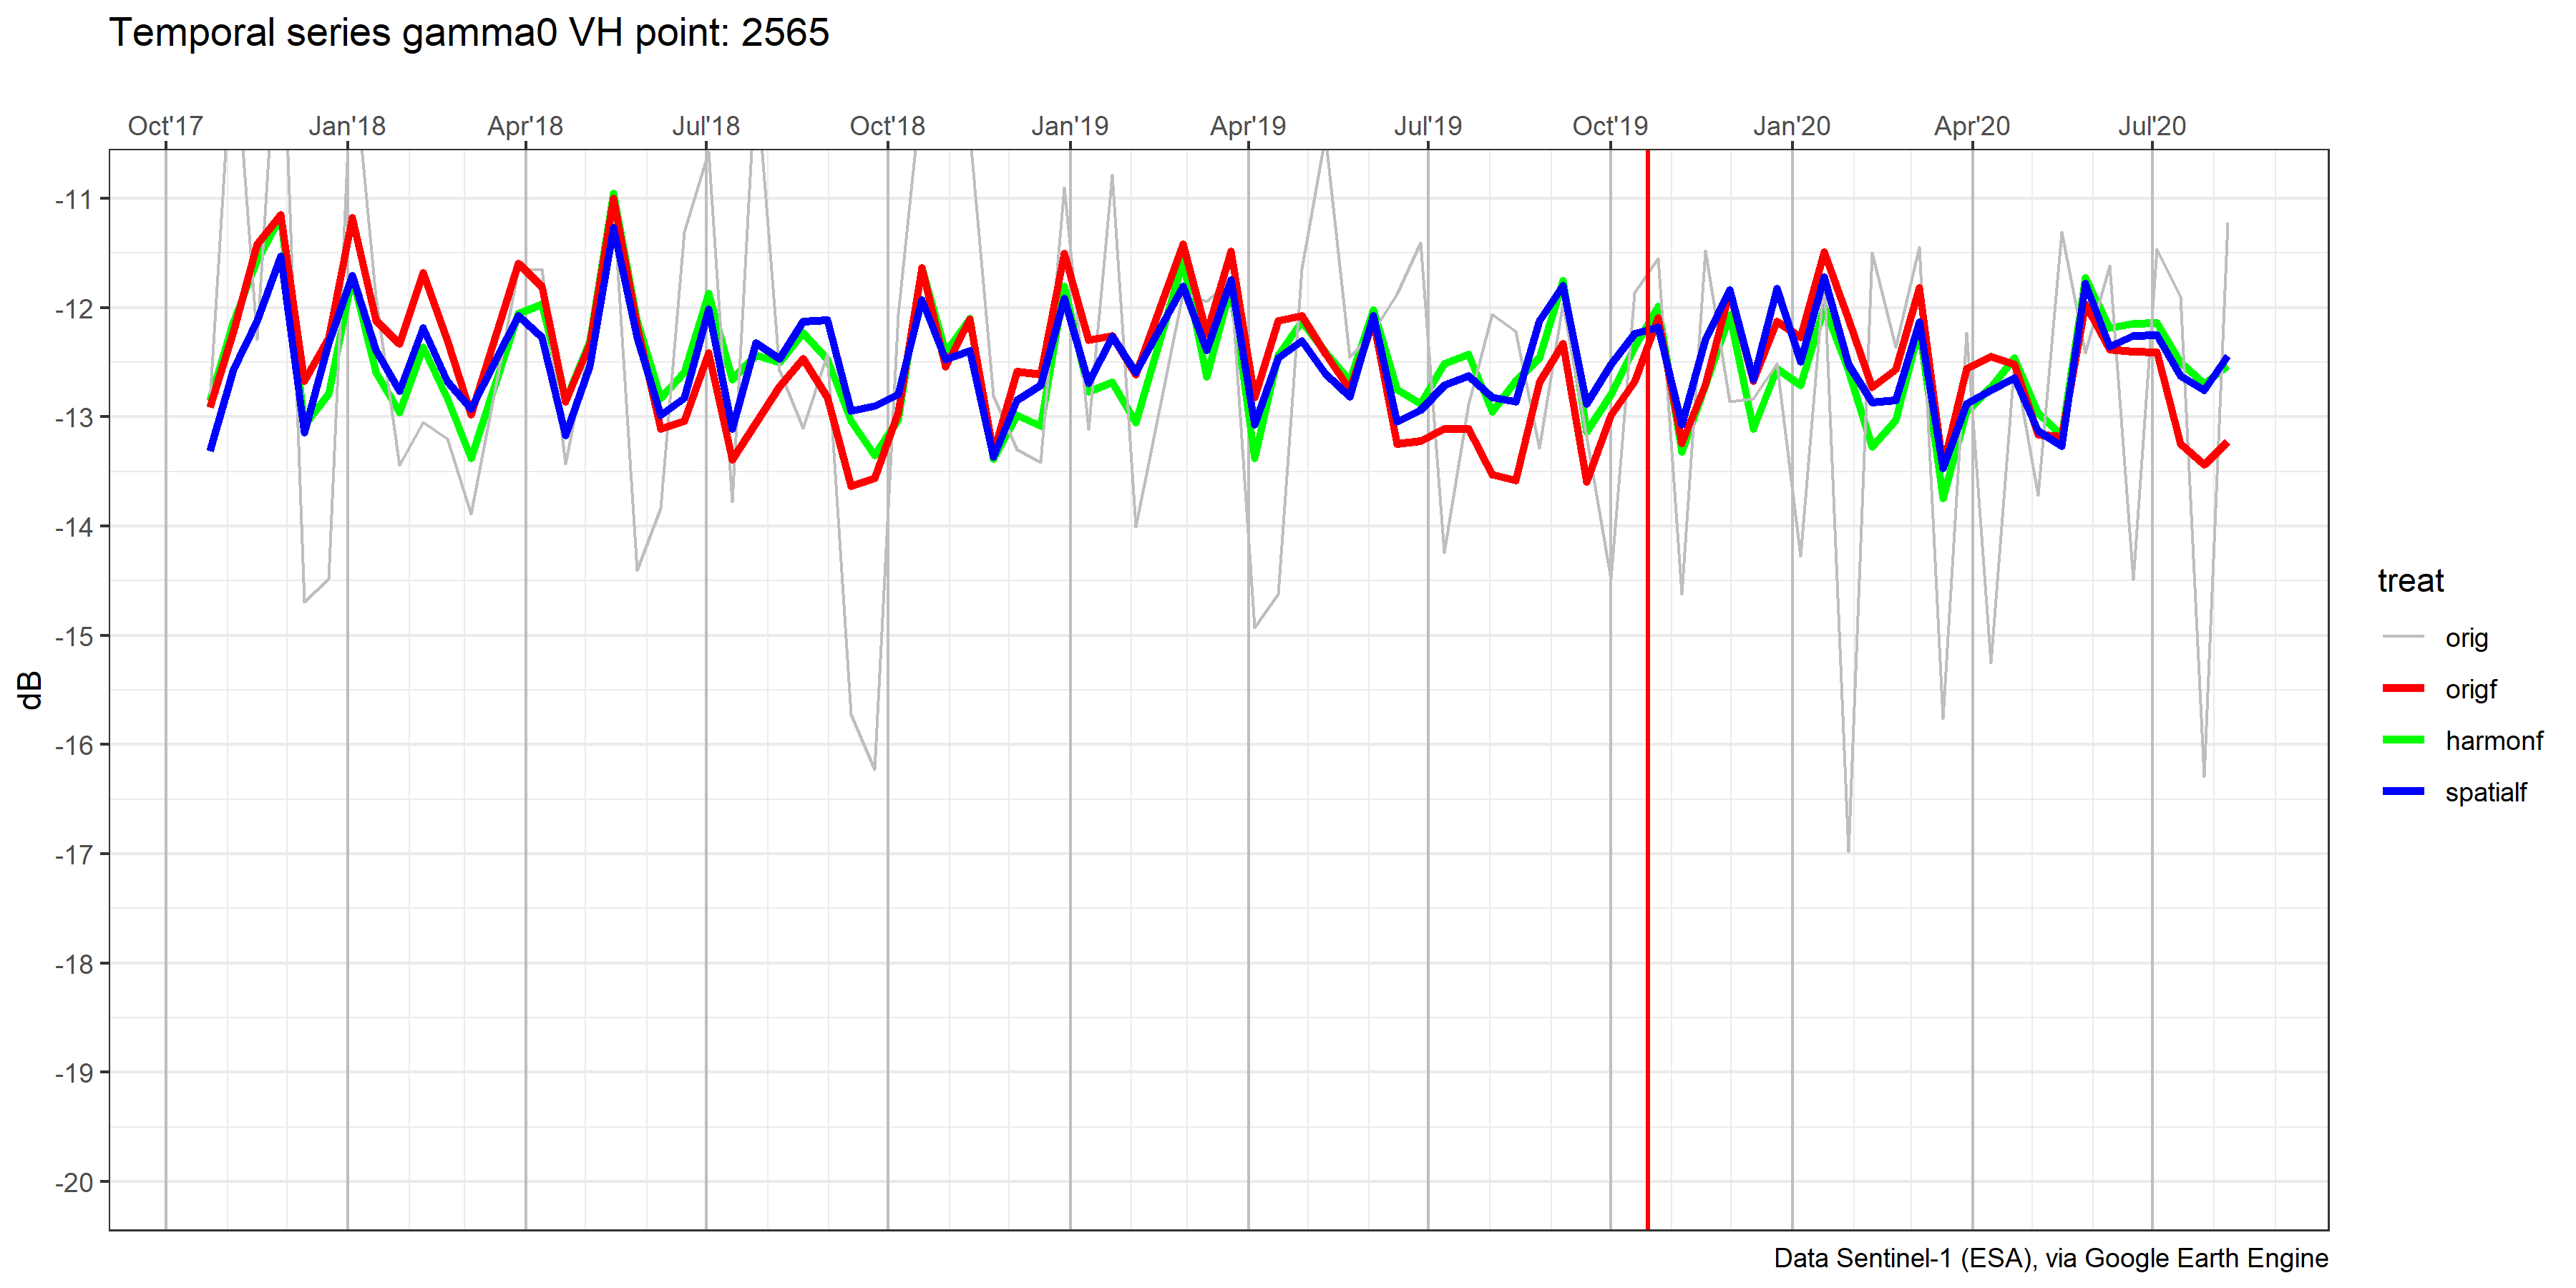 Temporal series gamma0 VH point: 2565
Oct'17 Jan'18 Apr'18 Jul'18 Oct'18 Jan'19 Apr'19 Jul'19 Oct'19 Jan'20 Apr'20 Jul'20
-11
-12
-13
-14
-15
-16
-17
-18
-19
-20
dB
treat
orig
origf
harmonf
spatialf
Data Sentinel-1 (ESA), via Google Earth Engine